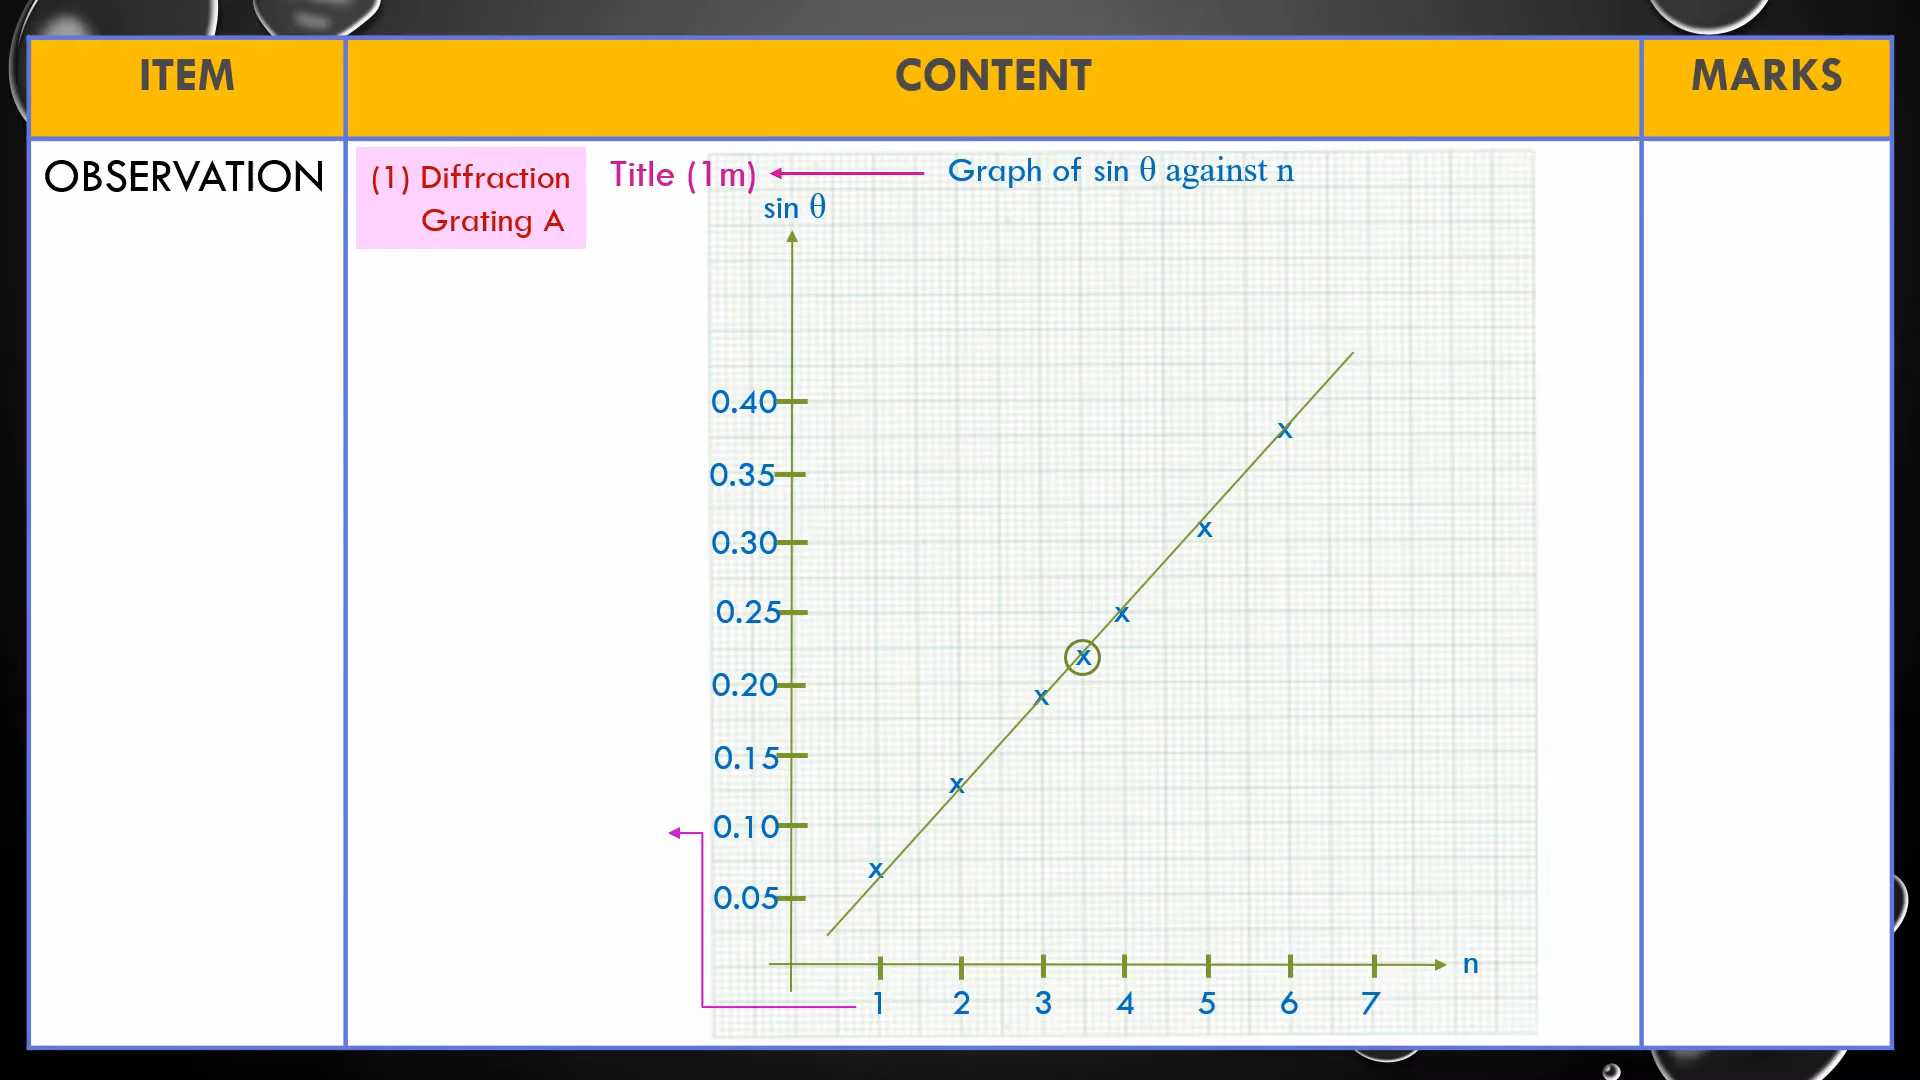 ITEM
CONTENT
MARKS
OBSERVATION
(1) Diffraction
Grating A
Title (1m)
Graph of sin θ against n
sin θ
0.40
0.35
0.30
0.25
0.20
0.15
0.10
0.05
n
1 2 3 4 5 6 7